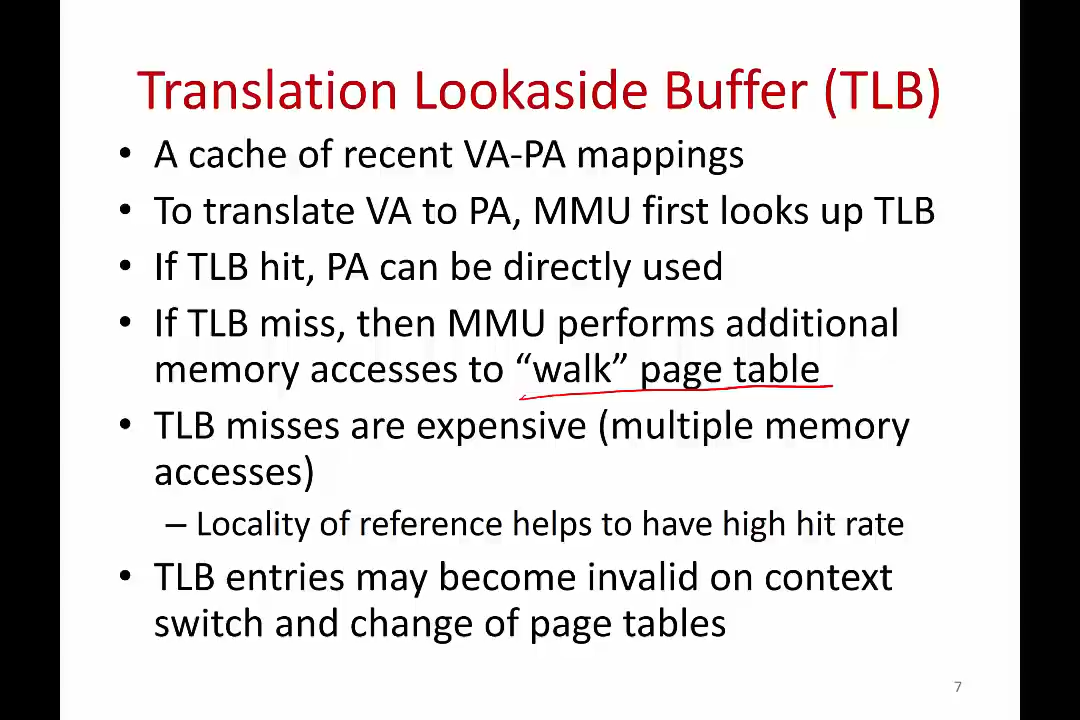 Translation Lookaside Buffer (TLB)
• A cache of recent VA-PA mappings
• To translate VA to PA, MMU first looks up TLB
• If TLB hit, PA can be directly used
• If TLB miss, then MMU performs additional
memory accesses to “walk” page table
• TLB misses are expensive (multiple memory
accesses)
– Locality of reference helps to have high hit rate
• TLB entries may become invalid on context
switch and change of page tables
7